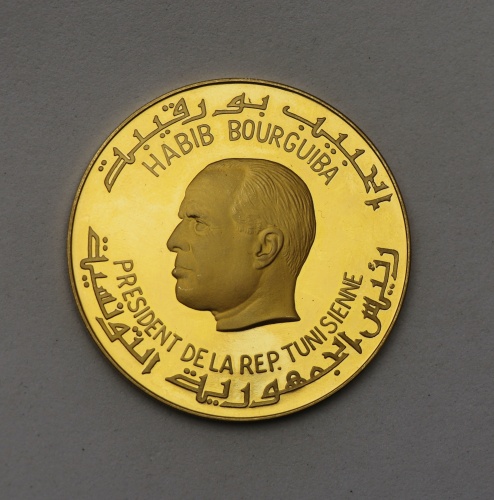 الحبيب بورقيبة
HABIB BOURGUIBA
PRESIDENT DE LA REP. TUNISIENNE
رئيس الجمهورية التونسية